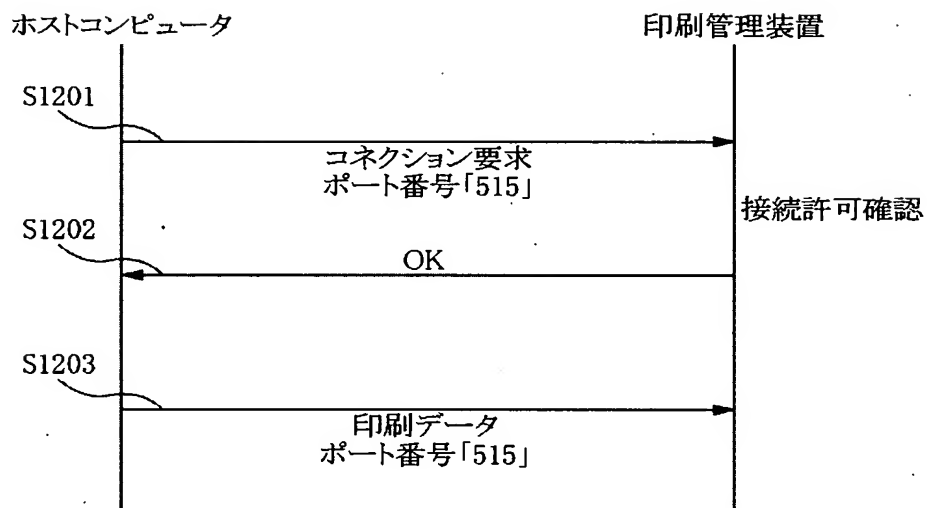 ホストコンピュータ
印刷管理装置
S1201
コネクション要求
ポート番号「515」
接続許可確認
S1202
OK
S1203
印刷データ
ポート番号「515」